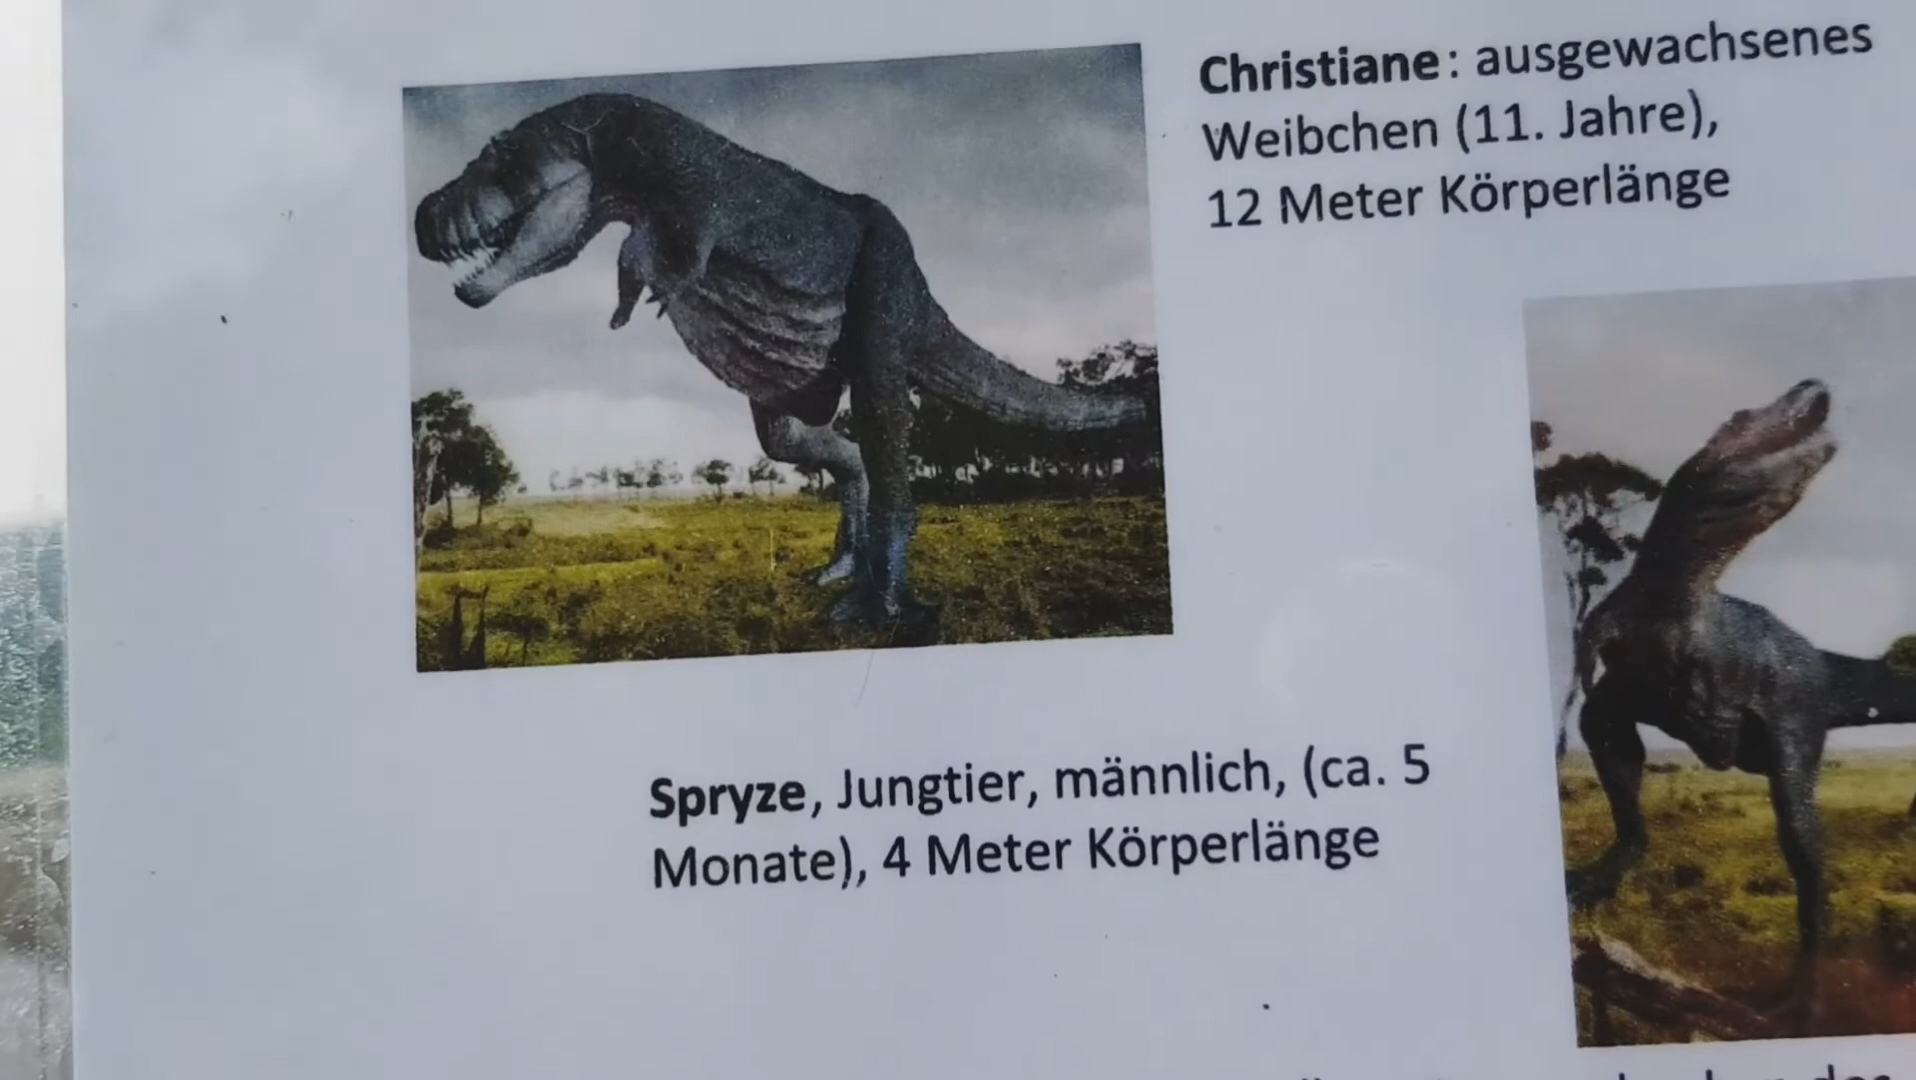 Christiane: ausgewachsenes
Weibchen (11. Jahre),
12 Meter Körperlänge
Spryze, Jungtier, männlich, (ca. 5
Monate), 4 Meter Körperlänge